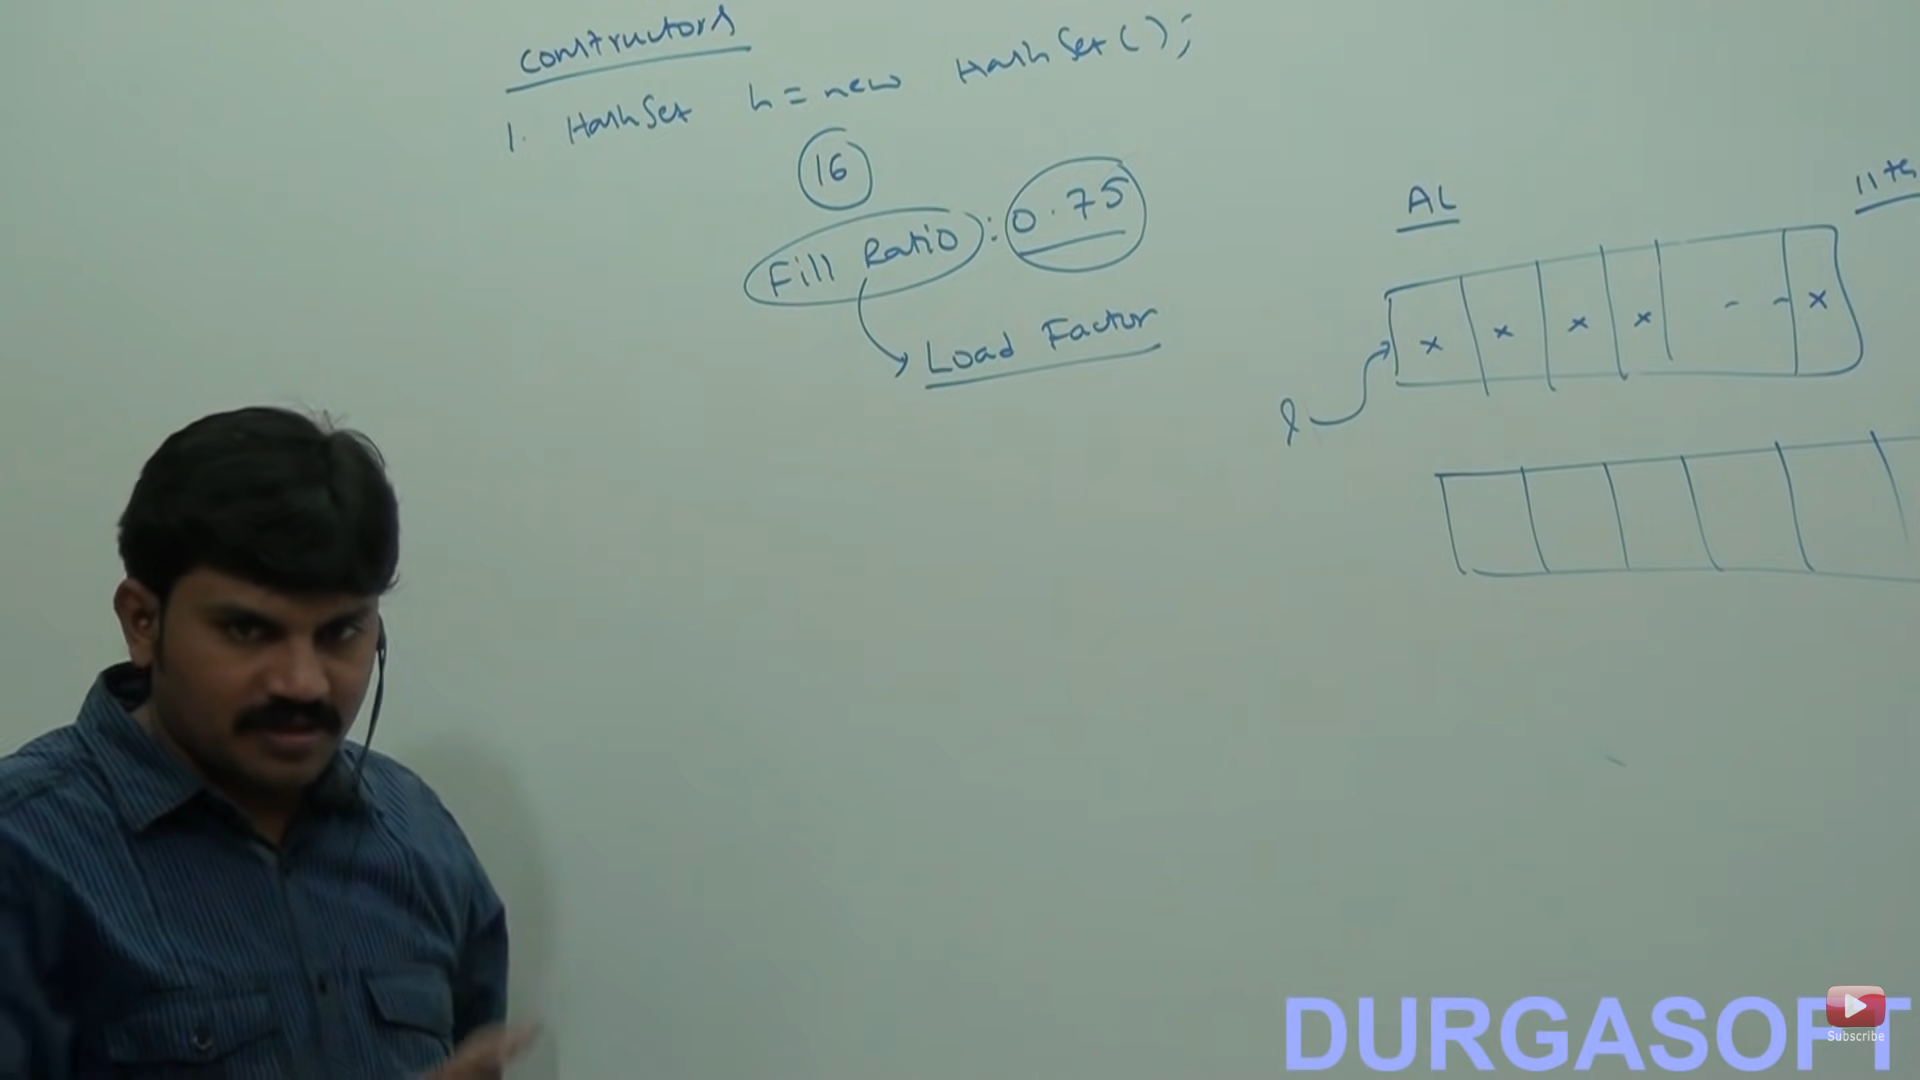 Constructors
1. HashSet h = new HashSet();
16
Fill Ratio : 0.75
Load Factor
AL
11th
x x x x - - x
l
DURGASOFT
Subscribe